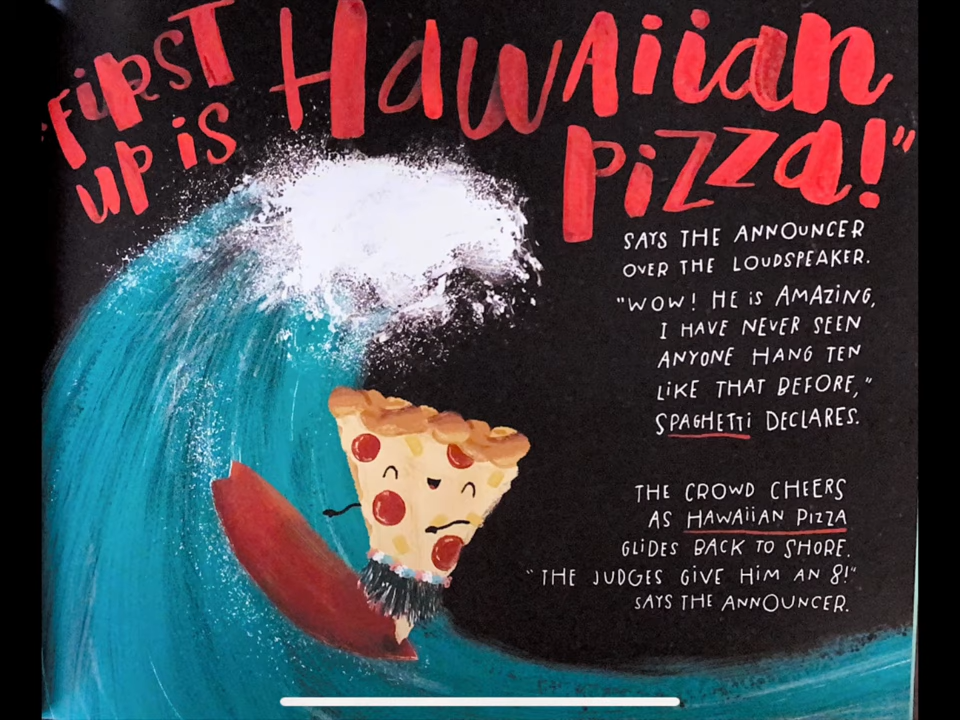 "FIRST
UP IS
HAWAIIAN
PIZZA!"
SAYS THE ANNOUNCER
OVER THE LOUDSPEAKER.
"WOW! HE IS AMAZING,
I HAVE NEVER SEEN
ANYONE HANG TEN
LIKE THAT BEFORE,"
SPAGHETTI DECLARES.
THE CROWD CHEERS
AS HAWAIIAN PIZZA
GLIDES BACK TO SHORE.
"THE JUDGES GIVE HIM AN 8!"
SAYS THE ANNOUNCER.